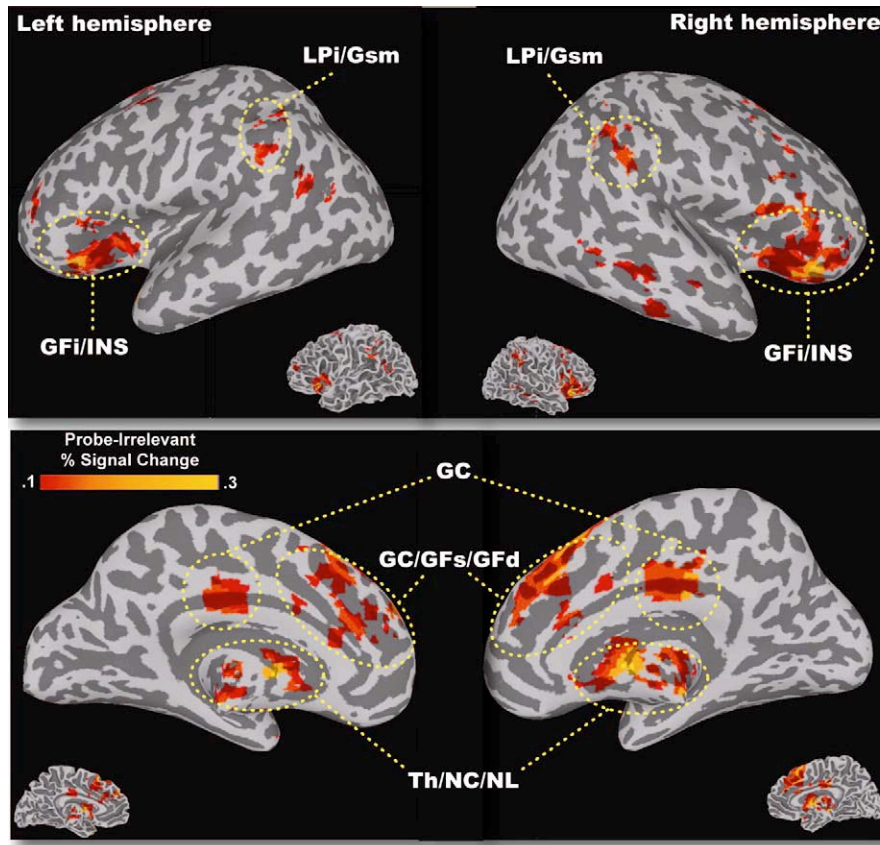 Left hemisphere
Right hemisphere
LPi/Gsm
LPi/Gsm
GFi/INS
GFi/INS
Probe-Irrelevant
% Signal Change
.1
.3
GC
GC/GFs/GFd
Th/NC/NL